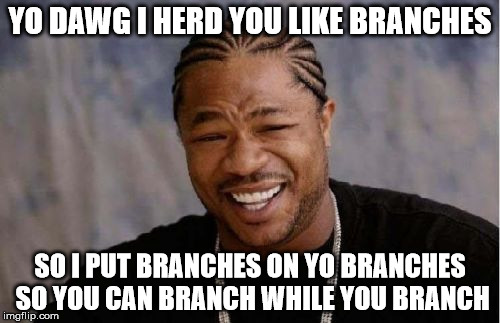 YO DAWG I HERD YOU LIKE BRANCHES
SO I PUT BRANCHES ON YO BRANCHES
SO YOU CAN BRANCH WHILE YOU BRANCH
imgflip.com